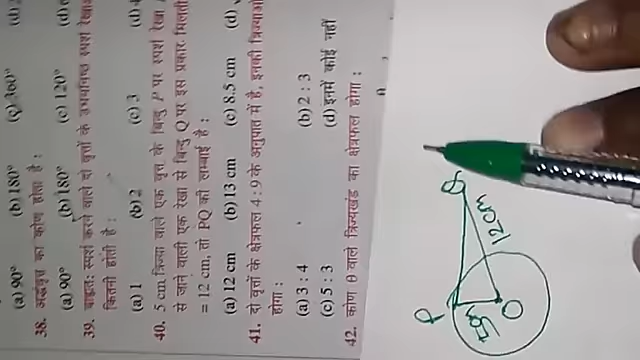 (a) 90° (b) 180° (c) 360° (d)
38. अर्द्धवृत्त का कोण होता है :
(a) 90° (b) 180° (c) 120° (d)
39. बाह्यतः स्पर्श करने वाले दो वृत्तों के उभयनिष्ठ स्पर्श
कितनी होती है :
(a) 1 (b) 2 (c) 3 (d)
40. 5 cm त्रिज्या वाले एक वृत्त के बिन्दु P पर स्पर्श रेखा
से जाने वाली एक रेखा से बिन्दु Q पर इस प्रकार मिलती
= 12 cm, तो PQ की लम्बाई है :
(a) 12 cm (b) 13 cm (c) 8.5 cm (d)
41. दो वृत्तों के क्षेत्रफल 4 : 9 के अनुपात में है, इनकी त्रिज्याओं
होगा :
(a) 3 : 4 (b) 2 : 3
(c) 5 : 3 (d) इनमें कोई नहीं
42. कोण θ वाले त्रिज्यखंड का क्षेत्रफल होगा :
P Q
5cm 12cm
O